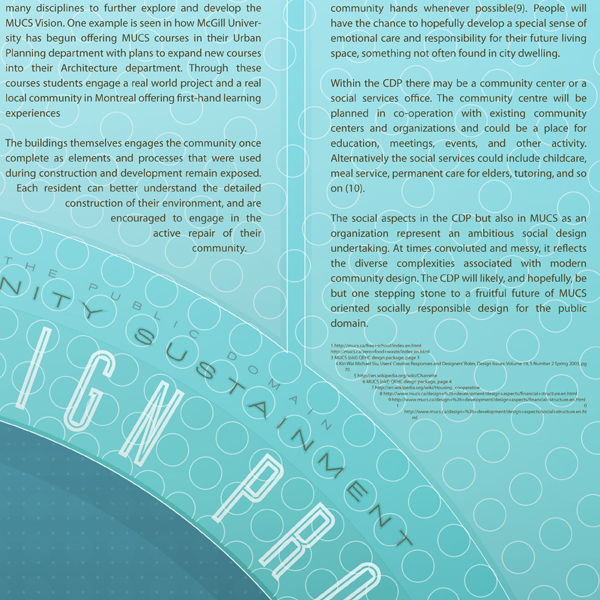 many disciplines to further explore and develop the
MUCS Vision. One example is seen in how McGill Univer-
sity has begun offering MUCS courses in their Urban
Planning department with plans to expand new courses
into their Architecture department. Through these
courses students engage a real world project and a real
local community in Montreal offering first-hand learning
experiences
The buildings themselves engages the community once
complete as elements and processes that were used
during construction and development remain exposed.
Each resident can better understand the detailed
construction of their environment, and are
encouraged to engage in the
active repair of their
community.
community hands whenever possible(9). People will
have the chance to hopefully develop a special sense of
emotional care and responsibility for their future living
space, something not often found in city dwelling.
Within the CDP there may be a community center or a
social services office. The community centre will be
planned in co-operation with existing community
centers and organizations and could be a place for
education, meetings, events, and other activity.
Alternatively the social services could include childcare,
meal service, permanent care for elders, tutoring, and so
on (10).
The social aspects in the CDP but also in MUCS as an
organization represent an ambitious social design
undertaking. At times convoluted and messy, it reflects
the diverse complexities associated with modern
community design. The CDP will likely, and hopefully, be
but one stepping stone to a fruitful future of MUCS
oriented socially responsible design for the public
domain.
5 http://en.wikipedia.org/wiki/Charrette
THE PUBLIC DOMAIN
NITY SUSTAINMENT
IGN PRO